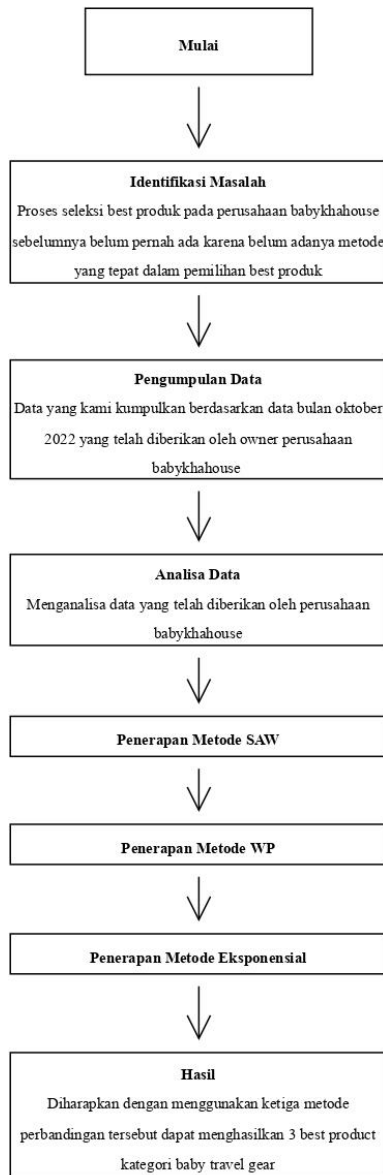 Mulai
Identifikasi Masalah
Proses seleksi best produk pada perusahaan babykhahouse
sebelumnya belum pernah ada karena belum adanya metode
yang tepat dalam pemilihan best produk
Pengumpulan Data
Data yang kami kumpulkan berdasarkan data bulan oktober
2022 yang telah diberikan oleh owner perusahaan
babykhahouse
Analisa Data
Menganalisa data yang telah diberikan oleh perusahaan
babykhahouse
Penerapan Metode SAW
Penerapan Metode WP
Penerapan Metode Eksponensial
Hasil
Diharapkan dengan menggunakan ketiga metode
perbandingan tersebut dapat menghasilkan 3 best product
kategori baby travel gear